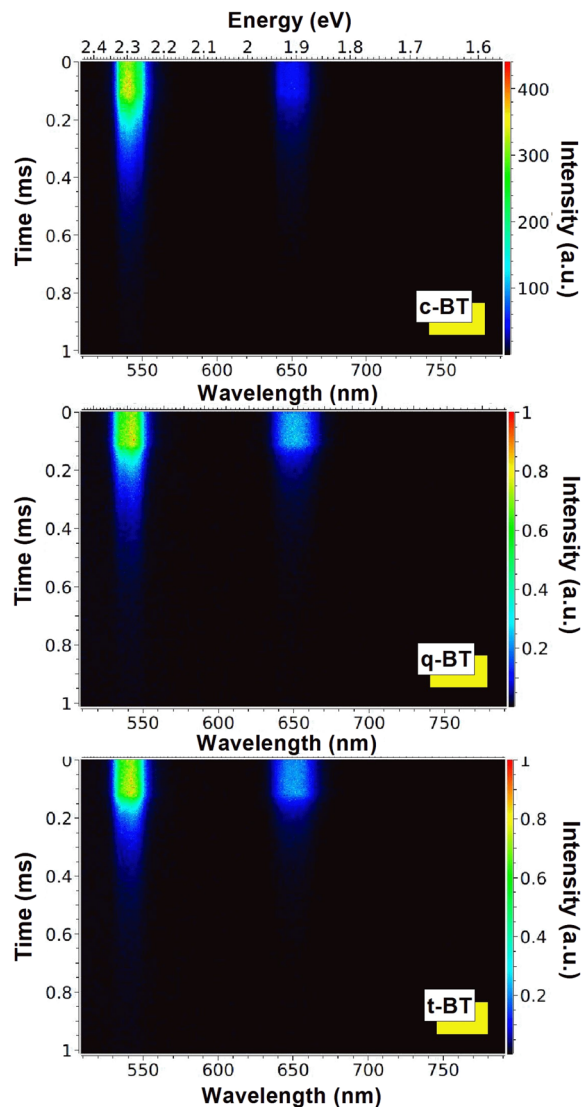 Energy (eV)
2.4 2.3 2.2 2.1 2 1.9 1.8 1.7 1.6
0
0.2
0.4
0.6
0.8
1
Time (ms)
400
300
200
100
Intensity (a.u.)
c-BT
550 600 650 700 750
Wavelength (nm)
0
0.2
0.4
0.6
0.8
1
Time (ms)
1
0.8
0.6
0.4
0.2
Intensity (a.u.)
q-BT
550 600 650 700 750
Wavelength (nm)
0
0.2
0.4
0.6
0.8
1
Time (ms)
1
0.8
0.6
0.4
0.2
Intensity (a.u.)
t-BT
550 600 650 700 750
Wavelength (nm)